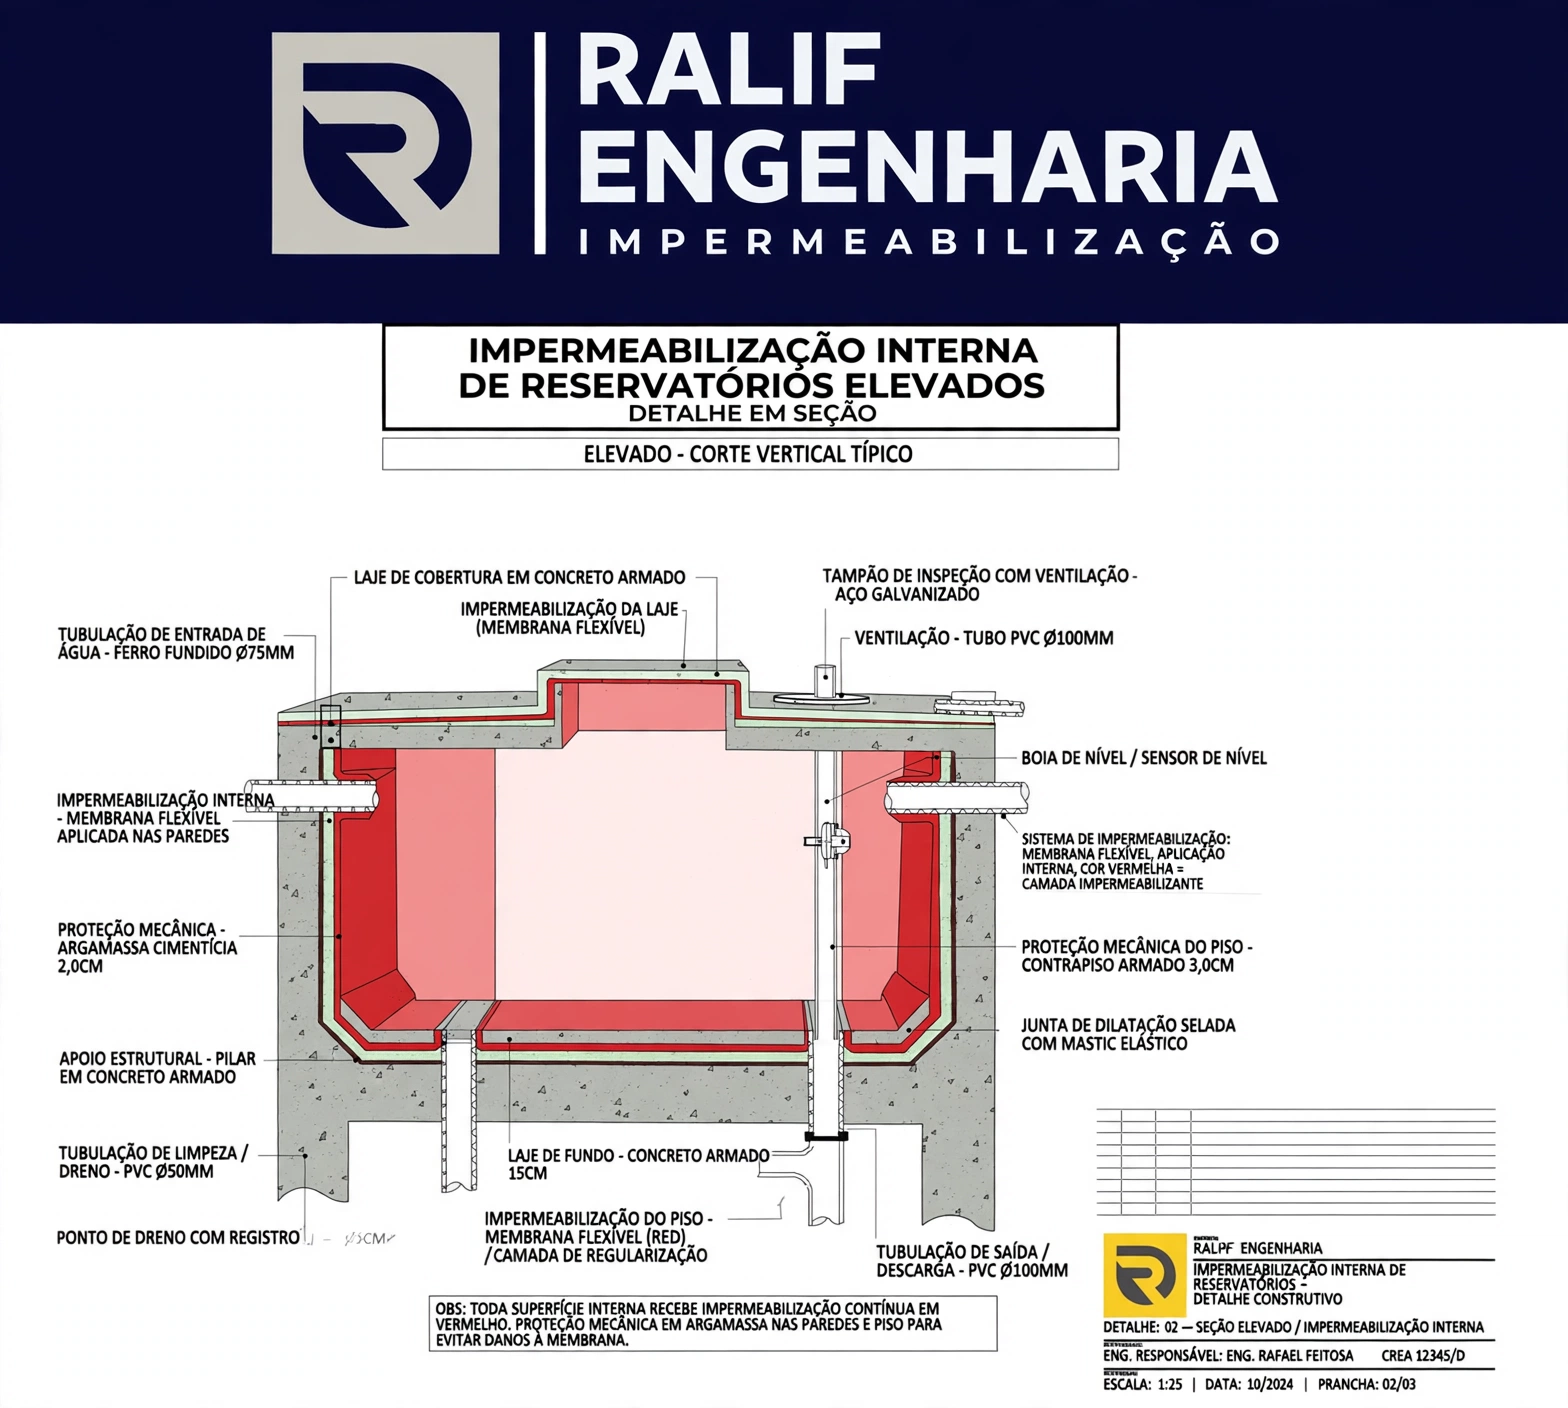 RALIF
ENGENHARIA
IMPERMEABILIZAÇÃO
IMPERMEABILIZAÇÃO INTERNA
DE RESERVATÓRIOS ELEVADOS
DETALHE EM SEÇÃO
ELEVADO - CORTE VERTICAL TÍPICO
LAJE DE COBERTURA EM CONCRETO ARMADO
IMPERMEABILIZAÇÃO DA LAJE
(MEMBRANA FLEXÍVEL)
TAMPÃO DE INSPEÇÃO COM VENTILAÇÃO -
AÇO GALVANIZADO
VENTILAÇÃO - TUBO PVC Ø100MM
TUBULAÇÃO DE ENTRADA DE
ÁGUA - FERRO FUNDIDO Ø75MM
IMPERMEABILIZAÇÃO INTERNA
- MEMBRANA FLEXÍVEL
APLICADA NAS PAREDES
PROTEÇÃO MECÂNICA -
ARGAMASSA CIMENTÍCIA
2,0CM
APOIO ESTRUTURAL - PILAR
EM CONCRETO ARMADO
TUBULAÇÃO DE LIMPEZA /
DRENO - PVC Ø50MM
PONTO DE DRENO COM REGISTRO
BOIA DE NÍVEL / SENSOR DE NÍVEL
SISTEMA DE IMPERMEABILIZAÇÃO:
MEMBRANA FLEXÍVEL, APLICAÇÃO
INTERNA, COR VERMELHA =
CAMADA IMPERMEABILIZANTE
PROTEÇÃO MECÂNICA DO PISO -
CONTRAPISO ARMADO 3,0CM
JUNTA DE DILATAÇÃO SELADA
COM MASTIC ELÁSTICO
LAJE DE FUNDO - CONCRETO ARMADO
15CM
IMPERMEABILIZAÇÃO DO PISO -
MEMBRANA FLEXÍVEL (RED)
/CAMADA DE REGULARIZAÇÃO
TUBULAÇÃO DE SAÍDA /
DESCARGA - PVC Ø100MM
OBS: TODA SUPERFÍCIE INTERNA RECEBE IMPERMEABILIZAÇÃO CONTÍNUA EM
VERMELHO. PROTEÇÃO MECÂNICA EM ARGAMASSA NAS PAREDES E PISO PARA
EVITAR DANOS À MEMBRANA.
ENGENHARIA
IMPERMEABILIZAÇÃO INTERNA DE
RESERVATÓRIOS –
DETALHE CONSTRUTIVO
DETALHE: 02 — SEÇÃO ELEVADO / IMPERMEABILIZAÇÃO INTERNA
ENG. RESPONSÁVEL: ENG. RAFAEL FEITOSA CREA 12345/D
ESCALA: 1:25 | DATA: 10/2024 | PRANCHA: 02/03